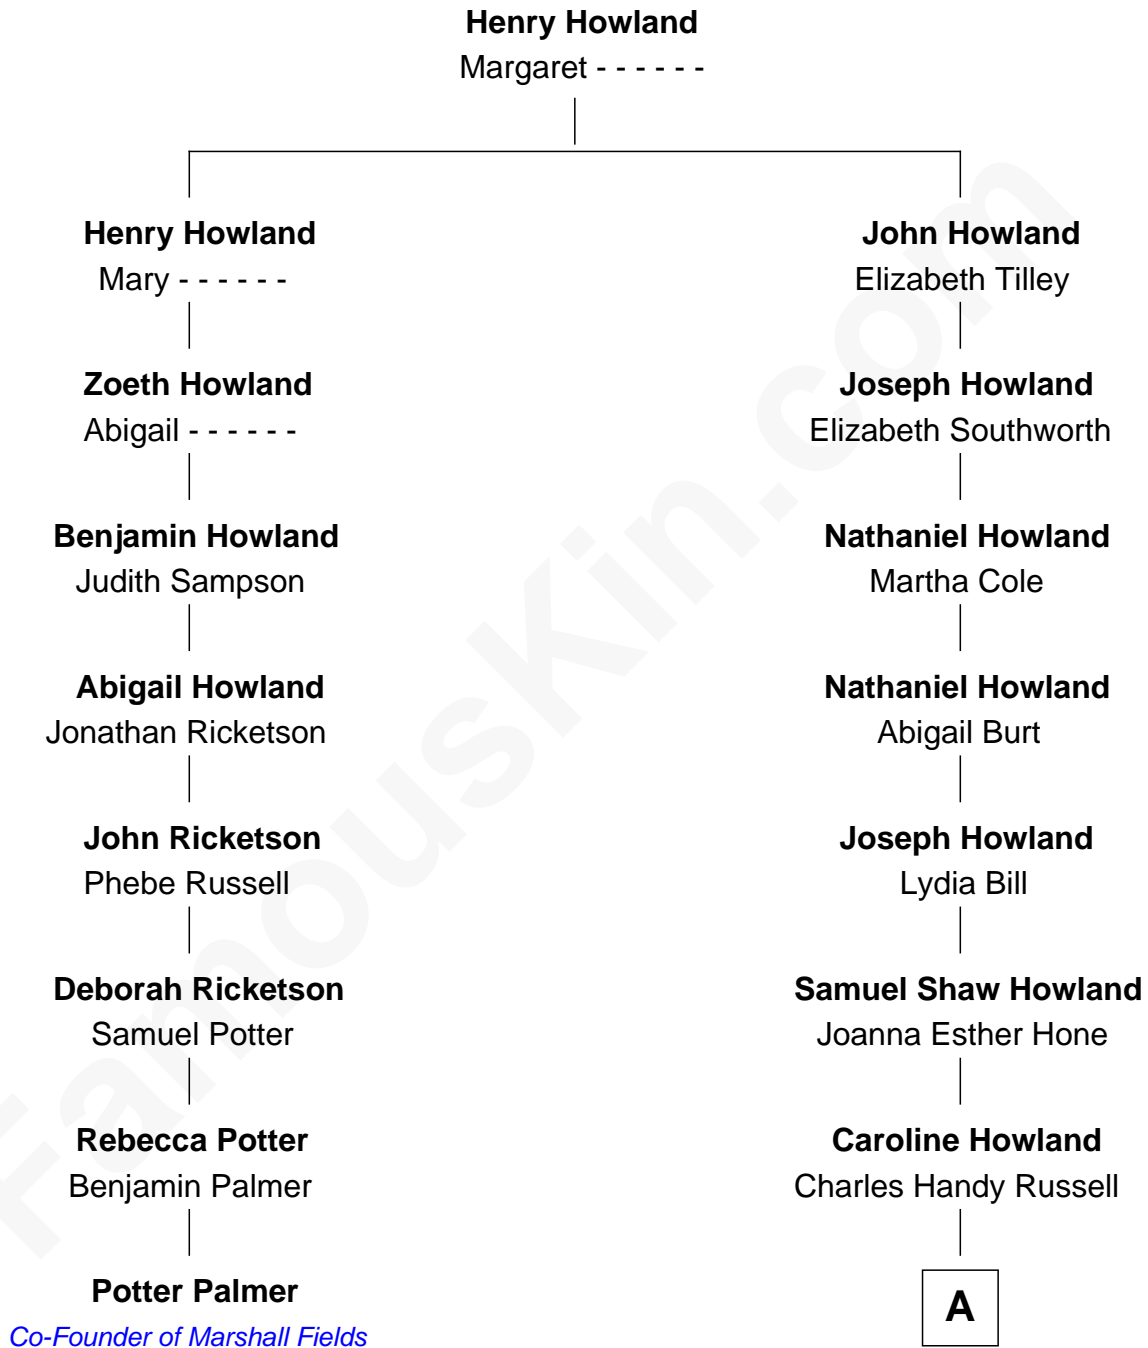 Henry Howland
Margaret - - - - - -
Henry Howland
Mary - - - - - -
John Howland
Elizabeth Tilley
Zoeth Howland
Abigail - - - - - -
Joseph Howland
Elizabeth Southworth
Benjamin Howland
Judith Sampson
Nathaniel Howland
Martha Cole
Abigail Howland
Jonathan Ricketson
Nathaniel Howland
Abigail Burt
John Ricketson
Phebe Russell
Joseph Howland
Lydia Bill
Deborah Ricketson
Samuel Potter
Samuel Shaw Howland
Joanna Esther Hone
Rebecca Potter
Benjamin Palmer
Caroline Howland
Charles Handy Russell
Potter Palmer
Co-Founder of Marshall Fields
A
FamousKin.com